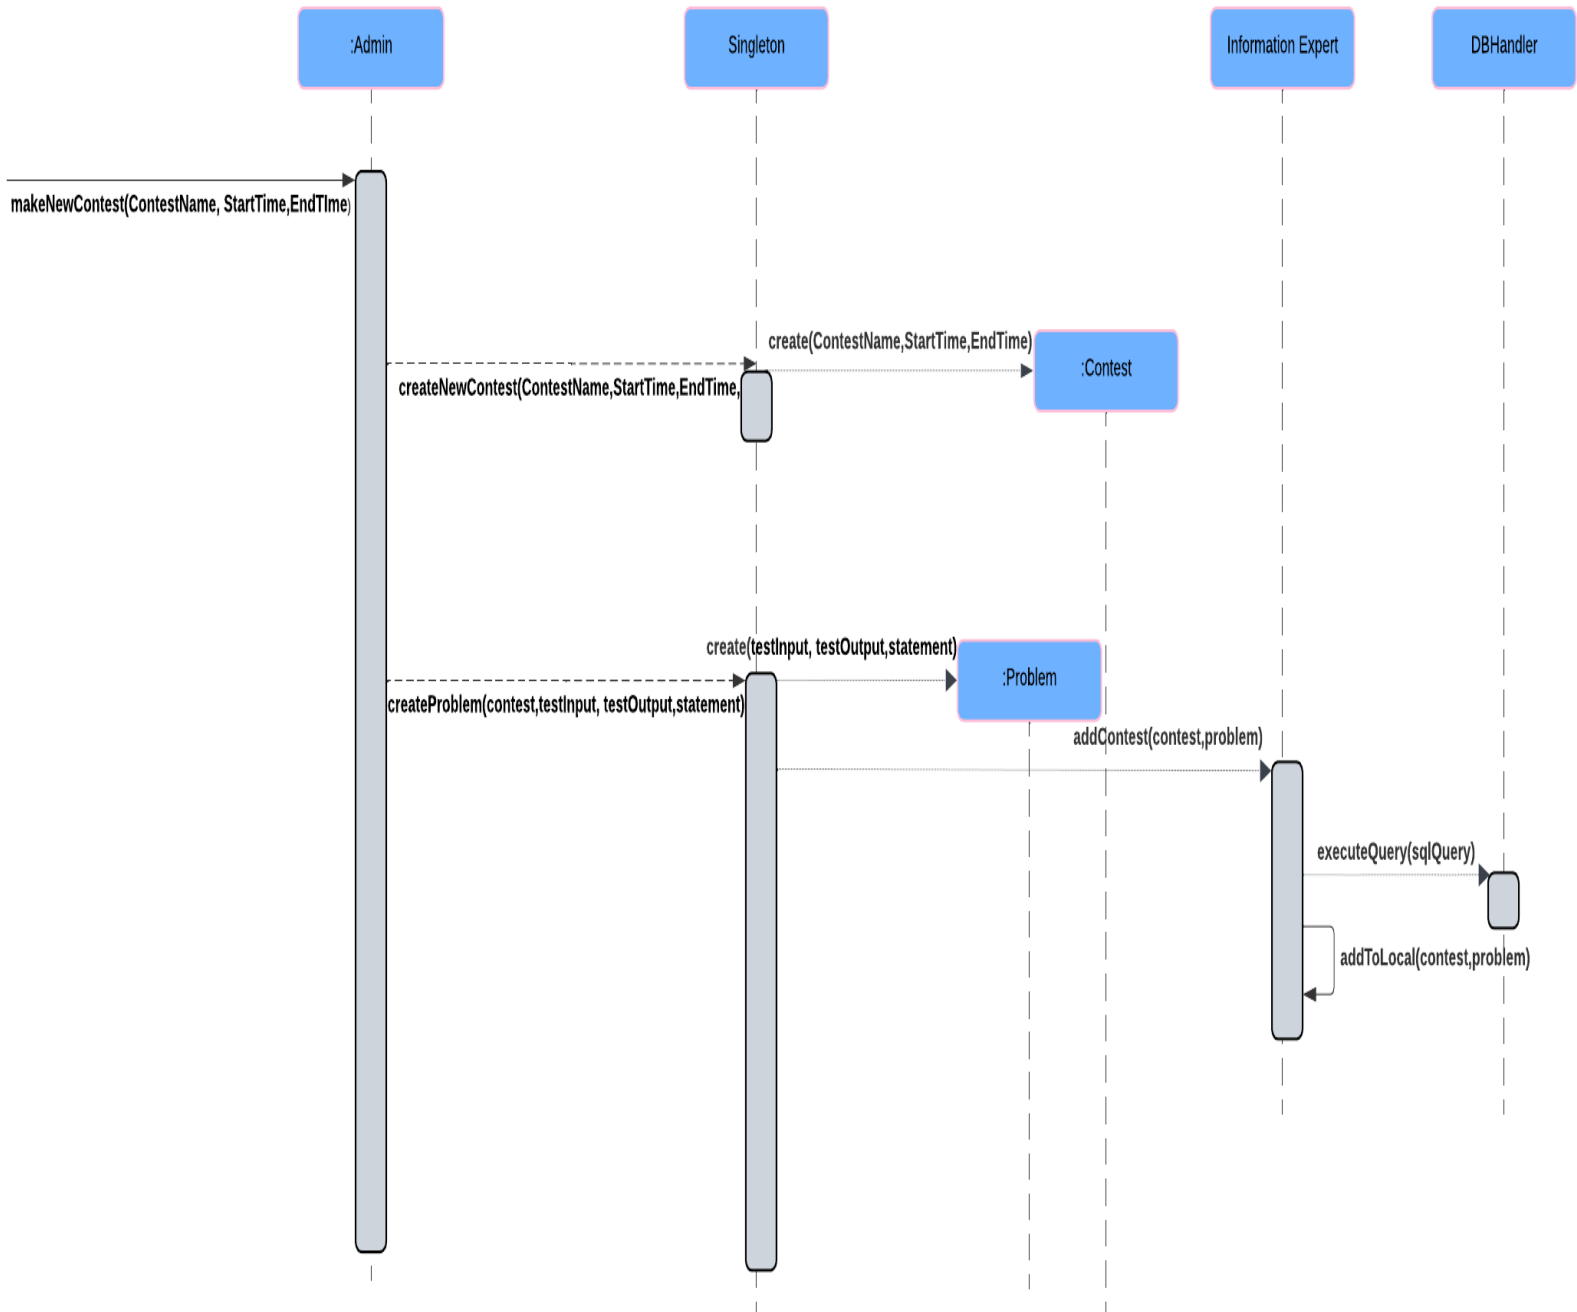 :Admin
Singleton
Information Expert
DBHandler
makeNewContest(ContestName, StartTime,EndTIme)
create(ContestName,StartTime,EndTime)
:Contest
createNewContest(ContestName,StartTime,EndTime,
create(testInput, testOutput,statement)
:Problem
createProblem(contest,testInput, testOutput,statement)
addContest(contest,problem)
executeQuery(sqlQuery)
addToLocal(contest,problem)